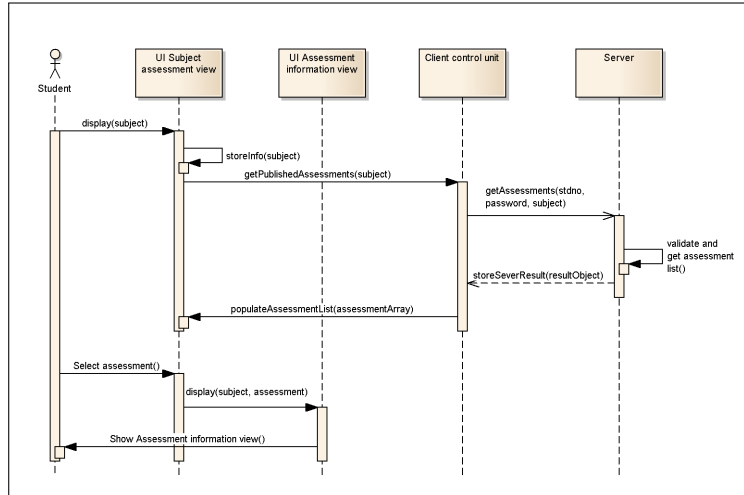 Student
UI Subject
assessment view
UI Assessment
information view
Client control unit
Server
display(subject)
storeInfo(subject)
getPublishedAssessments(subject)
getAssessments(stdno,
password, subject)
validate and
get assessment
list()
storeSeverResult(resultObject)
populateAssessmentList(assessmentArray)
Select assessment()
display(subject, assessment)
Show Assessment information view()